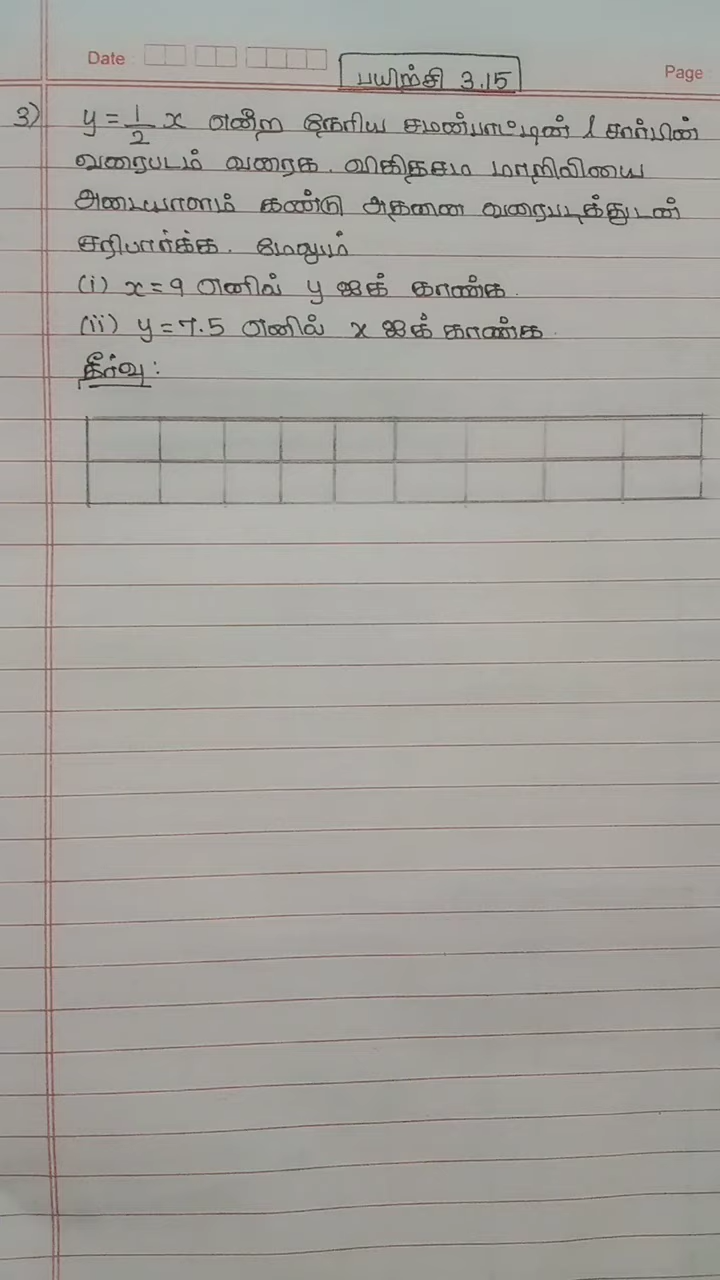 Date
பயிற்சி 3.15
Page
3) y = 1/2 x என்ற நேரிய சமன்பாட்டின் / சார்பின்
வரைபடம் வரைக. விகிதசம மாறிலியை
அடையாளம் கண்டு அதனை வரைபடத்துடன்
சரிபார்க்க. மேலும்
(i) x = 9 எனில் y ஐக் காண்க.
(ii) y = 7.5 எனில் x ஐக் காண்க.
தீர்வு :